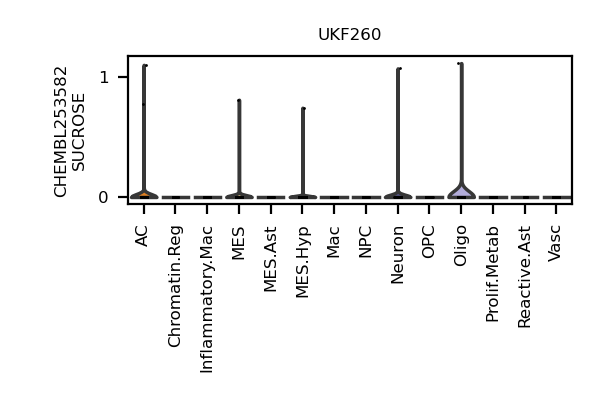 UKF260
CHEMBL253582
SUCROSE
1
0
AC
Chromatin.Reg
Inflammatory.Mac
MES
MES.Ast
MES.Hyp
Mac
NPC
Neuron
OPC
Oligo
Prolif.Metab
Reactive.Ast
Vasc